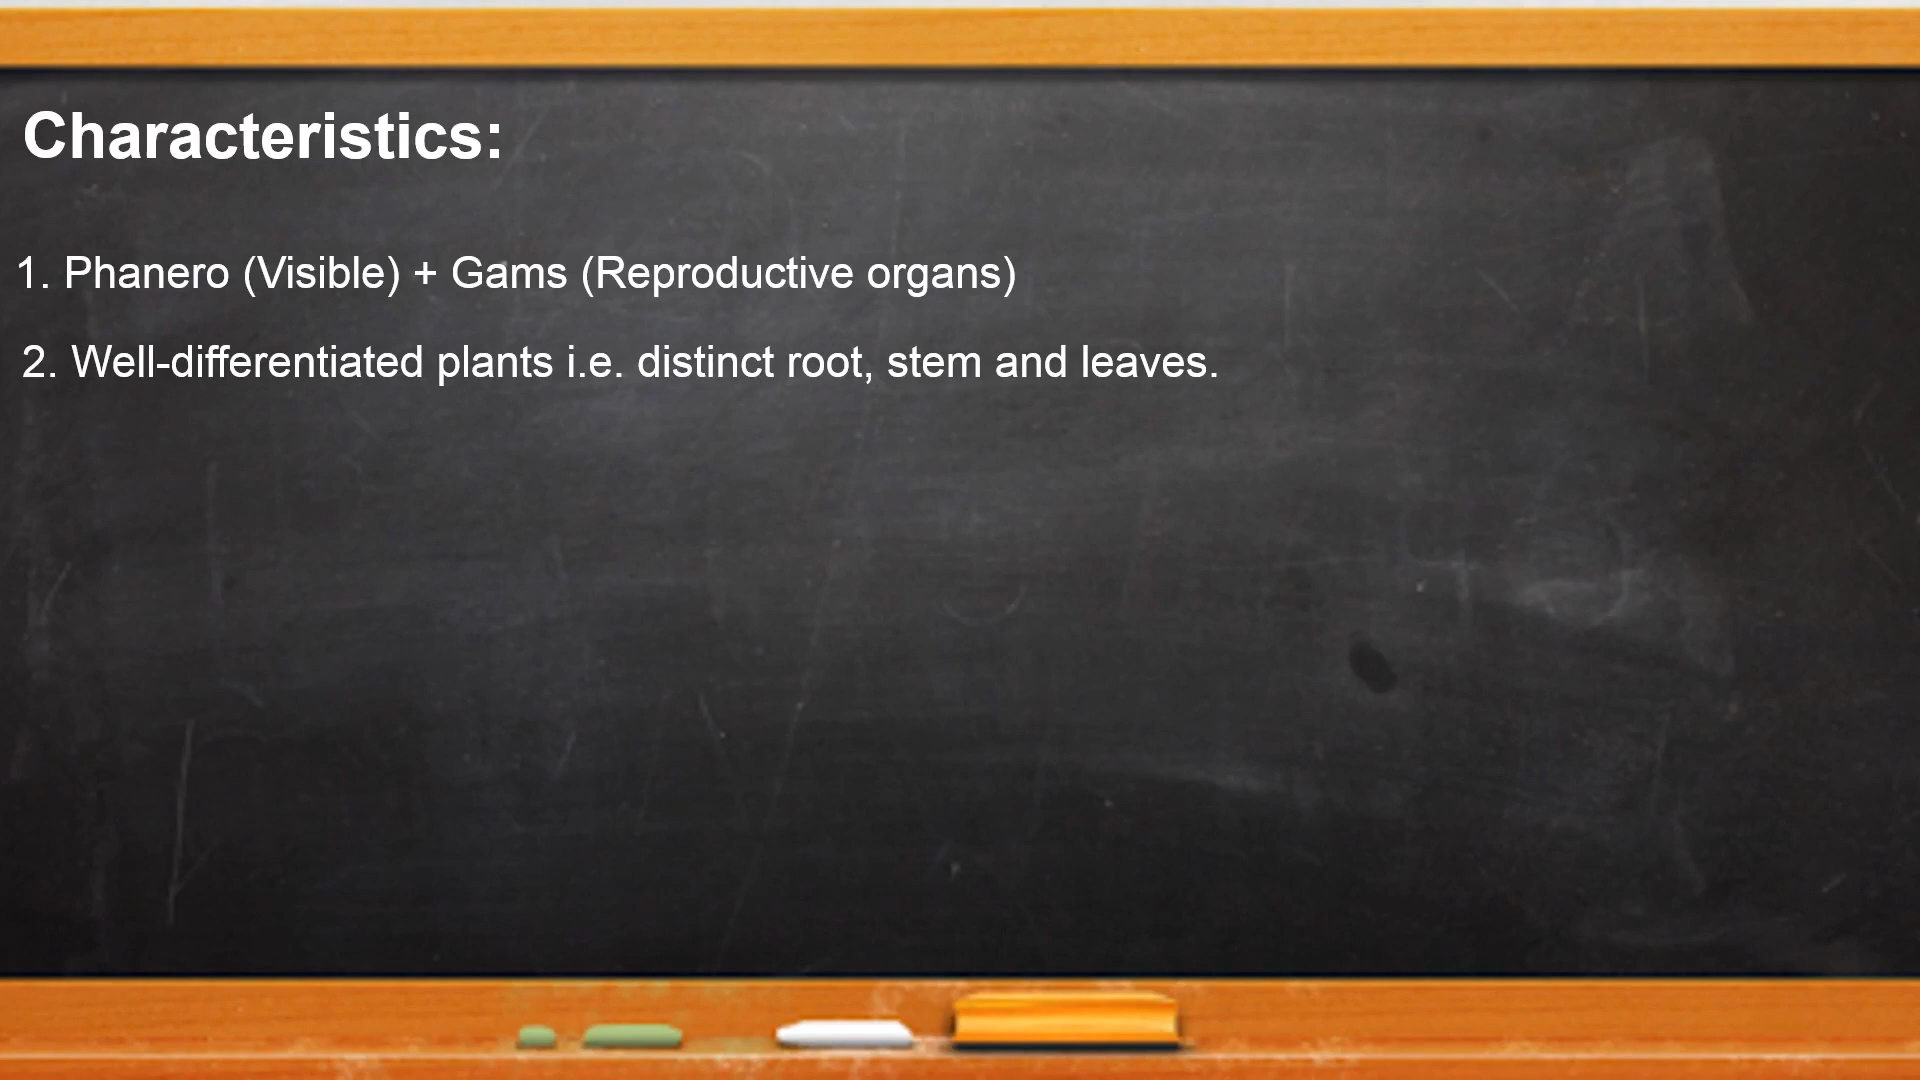 Characteristics:
1. Phanero (Visible) + Gams (Reproductive organs)
2. Well-differentiated plants i.e. distinct root, stem and leaves.